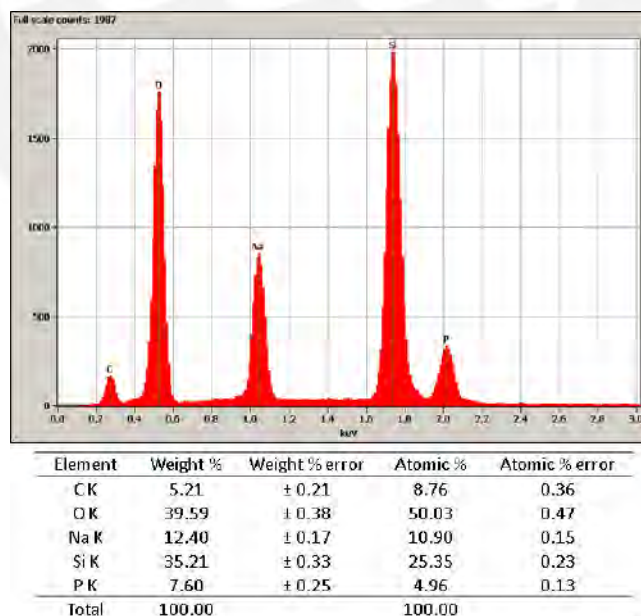 Full scale counts: 1987
2000
1500
1000
500
0
C
O
Na
Si
P
0.0 0.2 0.4 0.6 0.8 1.0 1.2 1.4 1.6 1.8 2.0 2.2 2.4 2.6 2.8 3.0
keV
Element Weight % Weight % error Atomic % Atomic % error
C K 5.21 ± 0.21 8.76 0.36
O K 39.59 ± 0.38 50.03 0.47
Na K 12.40 ± 0.17 10.90 0.15
Si K 35.21 ± 0.33 25.35 0.23
P K 7.60 ± 0.25 4.96 0.13
Total 100.00 100.00